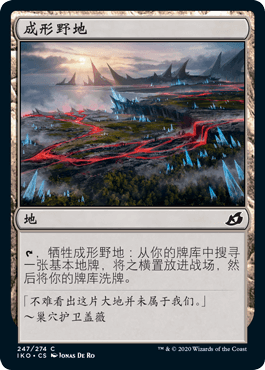 成形野地
地
，牺牲成形野地：从你的牌库中搜寻
一张基本地牌，将之横置放进战场，然
后将你的牌库洗牌。
「不难看出这片大地并未属于我们。」
～巢穴护卫盖薇
247/274 C
IKO • CS JONAS DE RO
™ & © 2020 Wizards of the Coast